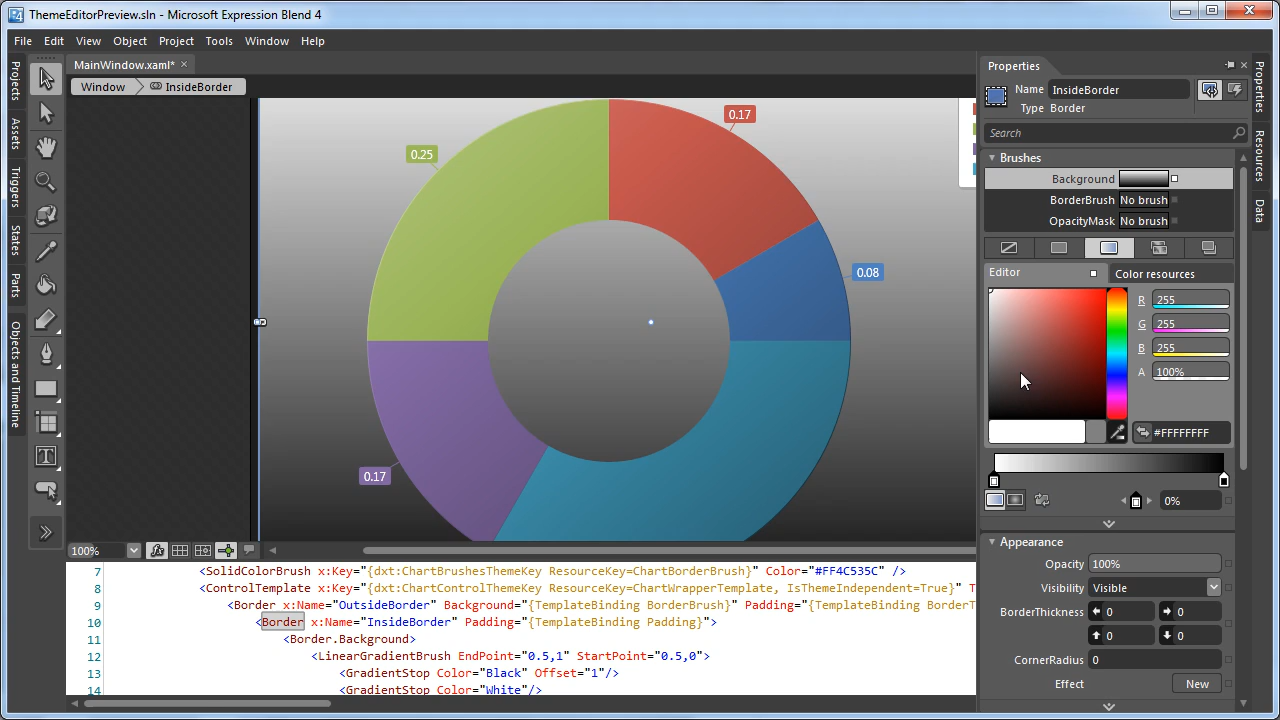 ThemeEditorPreview.sln - Microsoft Expression Blend 4
File Edit View Object Project Tools Window Help
MainWindow.xaml* ×
Window InsideBorder
Projects
Assets
Triggers
States
Parts
Objects and Timeline
0.25
0.17
0.08
0.17
100%
7 <SolidColorBrush x:Key="{dxt:ChartBrushesThemeKey ResourceKey=ChartBorderBrush}" Color="#FF4C535C" />
8 <ControlTemplate x:Key="{dxt:ChartControlThemeKey ResourceKey=ChartWrapperTemplate, IsThemeIndependent=True}" T
9 <Border x:Name="OutsideBorder" Background="{TemplateBinding BorderBrush}" Padding="{TemplateBinding BorderT
10 <Border x:Name="InsideBorder" Padding="{TemplateBinding Padding}">
11 <Border.Background>
12 <LinearGradientBrush EndPoint="0.5,1" StartPoint="0.5,0">
13 <GradientStop Color="Black" Offset="1"/>
14 <GradientStop Color="White"/>
Properties
Name InsideBorder
Type Border
Search
Brushes
Background
BorderBrush No brush
OpacityMask No brush
Editor Color resources
R 255
G 255
B 255
A 100%
#FFFFFFFF
0%
Appearance
Opacity 100%
Visibility Visible
BorderThickness 0 0
0 0
CornerRadius 0
Effect New
Properties
Resources
Data